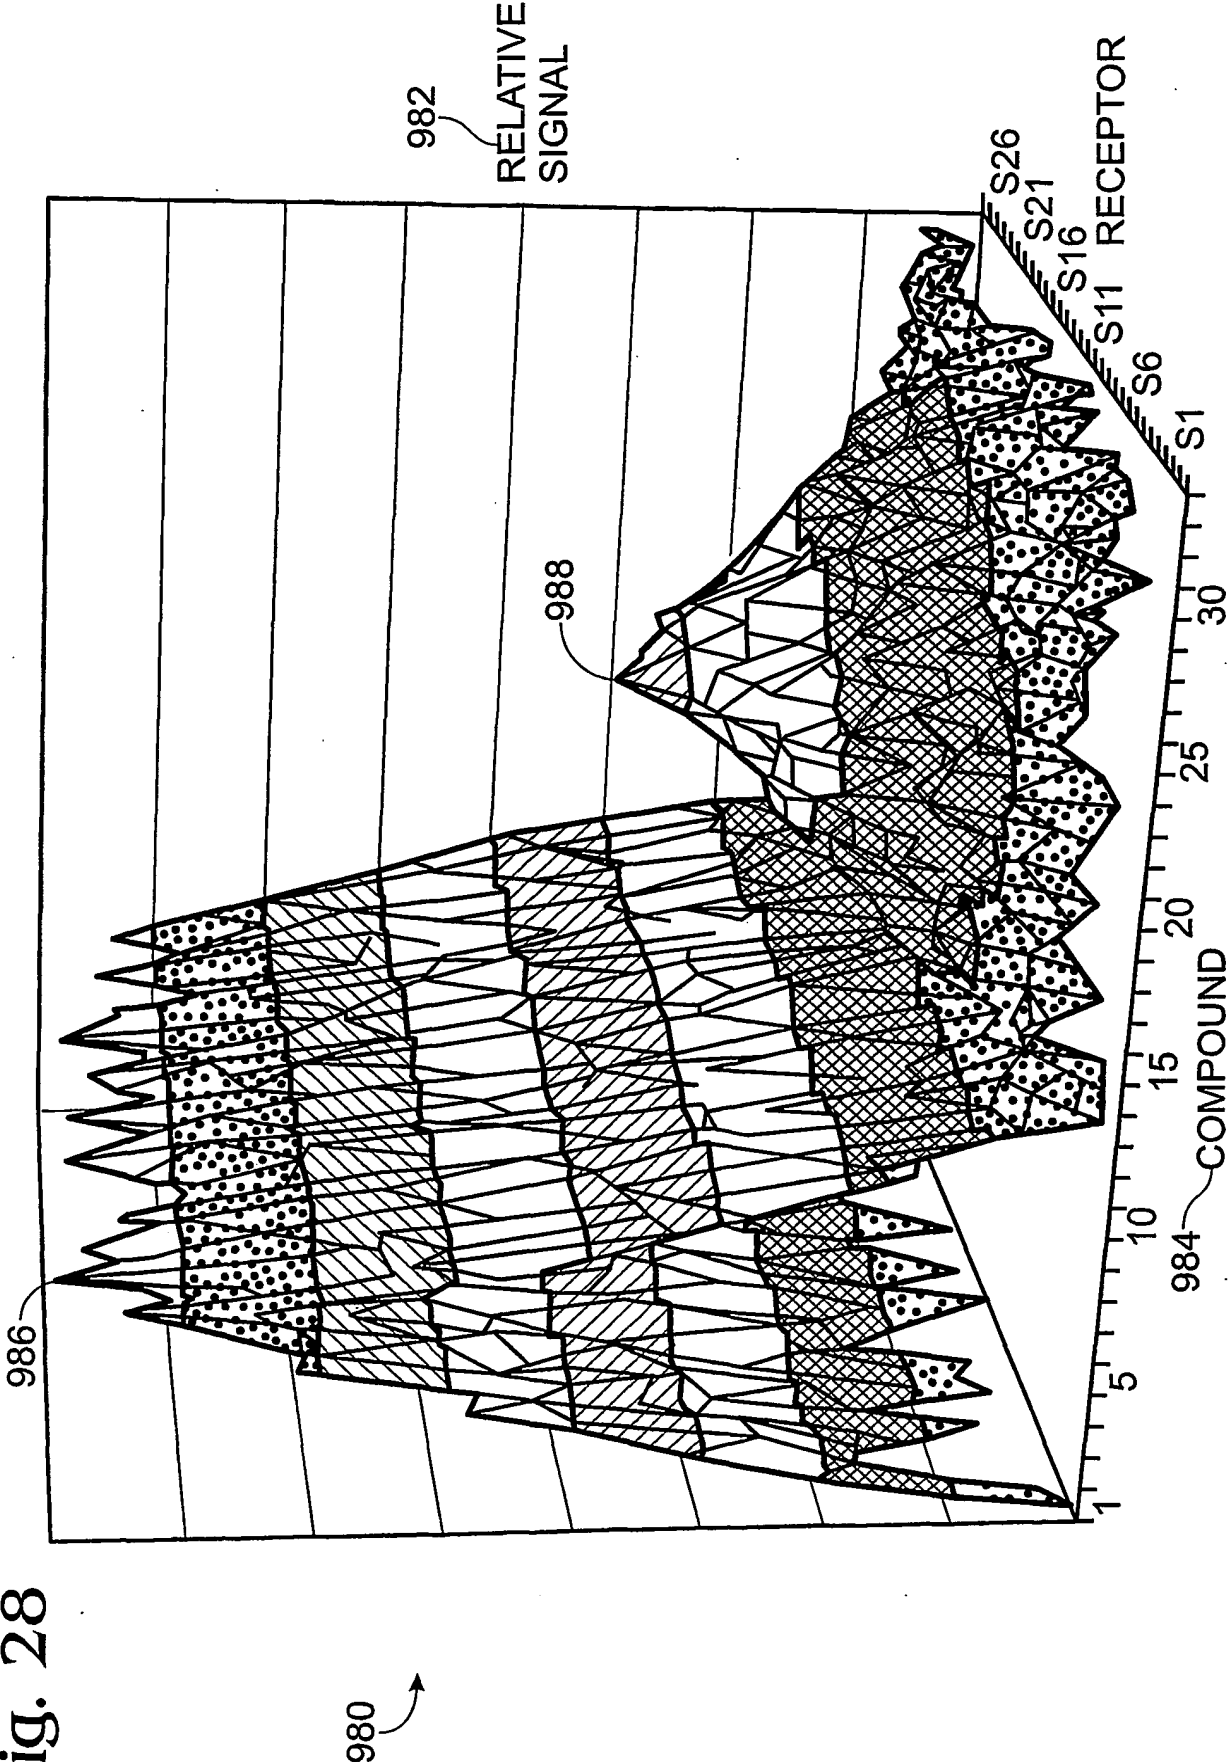 ig. 28
980
986
988
982
RELATIVE
SIGNAL
S26
S21
S16
S11
S6
S1
RECEPTOR
1
5
10
15
20
25
30
984
COMPOUND